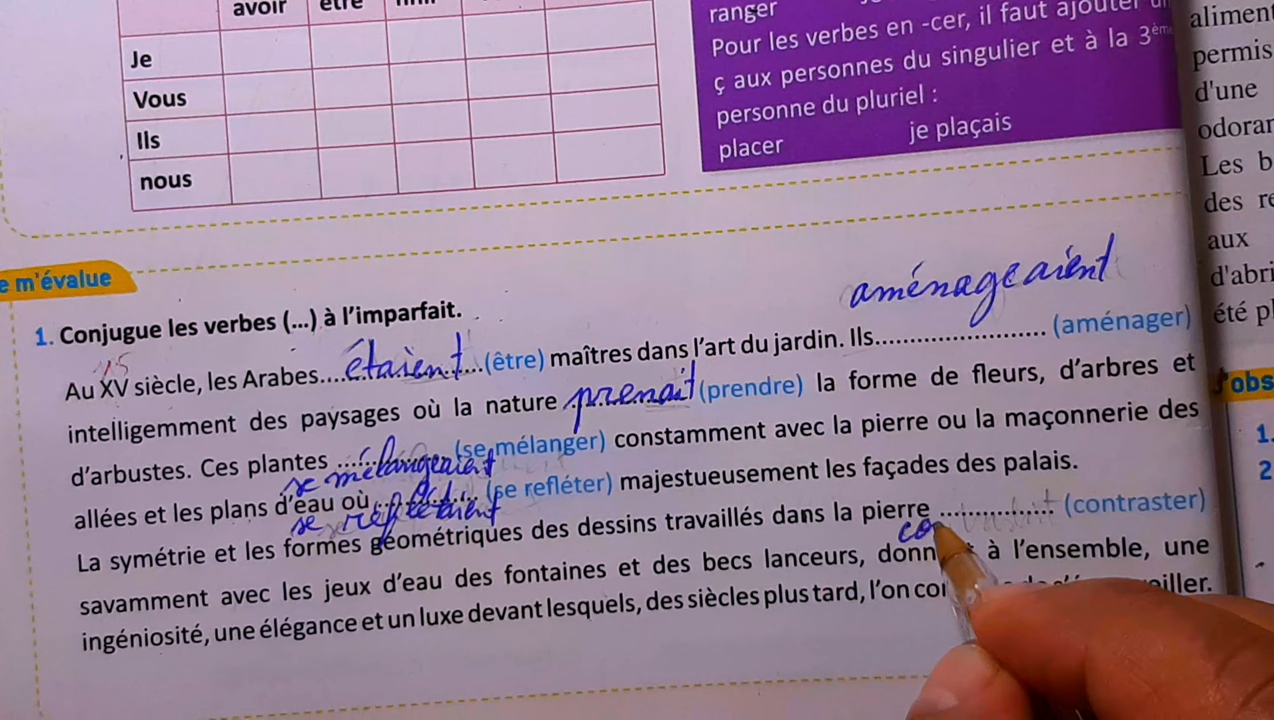 avoir être
Je
Vous
Ils
nous
ranger
Pour les verbes en -cer, il faut ajouter un
ç aux personnes du singulier et à la 3ème
personne du pluriel :
placer je plaçais
aliment
permis
d'une
odorar
Les b
des re
aux
d'abri
été pl
e m'évalue
1. Conjugue les verbes (...) à l'imparfait.
aménageaient
15
Au XV siècle, les Arabes....étaient...(être) maîtres dans l'art du jardin. Ils........................ (aménager)
intelligemment des paysages où la nature prenait (prendre) la forme de fleurs, d'arbres et
d'arbustes. Ces plantes ............ (se mélanger) constamment avec la pierre ou la maçonnerie des
se mélangeaient
allées et les plans d'eau où ............ (se refléter) majestueusement les façades des palais.
se reflétaient
La symétrie et les formes géométriques des dessins travaillés dans la pierre ................ (contraster)
co
savamment avec les jeux d'eau des fontaines et des becs lanceurs, donn à l'ensemble, une
ingéniosité, une élégance et un luxe devant lesquels, des siècles plus tard, l'on con eiller.
obs
1.
2